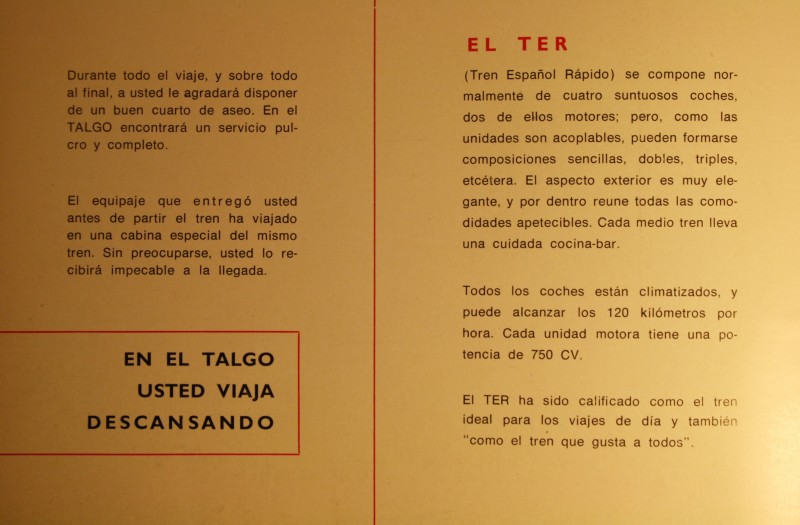 Durante todo el viaje, y sobre todo
al final, a usted le agradará disponer
de un buen cuarto de aseo. En el
TALGO encontrará un servicio pul-
cro y completo.
El equipaje que entregó usted
antes de partir el tren ha viajado
en una cabina especial del mismo
tren. Sin preocuparse, usted lo re-
cibirá impecable a la llegada.
EN EL TALGO
USTED VIAJA
DESCANSANDO
EL TER
(Tren Español Rápido) se compone nor-
malmente de cuatro suntuosos coches,
dos de ellos motores; pero, como las
unidades son acoplables, pueden formarse
composiciones sencillas, dobles, triples,
etcétera. El aspecto exterior es muy ele-
gante, y por dentro reune todas las como-
didades apetecibles. Cada medio tren lleva
una cuidada cocina-bar.
Todos los coches están climatizados, y
puede alcanzar los 120 kilómetros por
hora. Cada unidad motora tiene una po-
tencia de 750 CV.
El TER ha sido calificado como el tren
ideal para los viajes de día y también
"como el tren que gusta a todos".